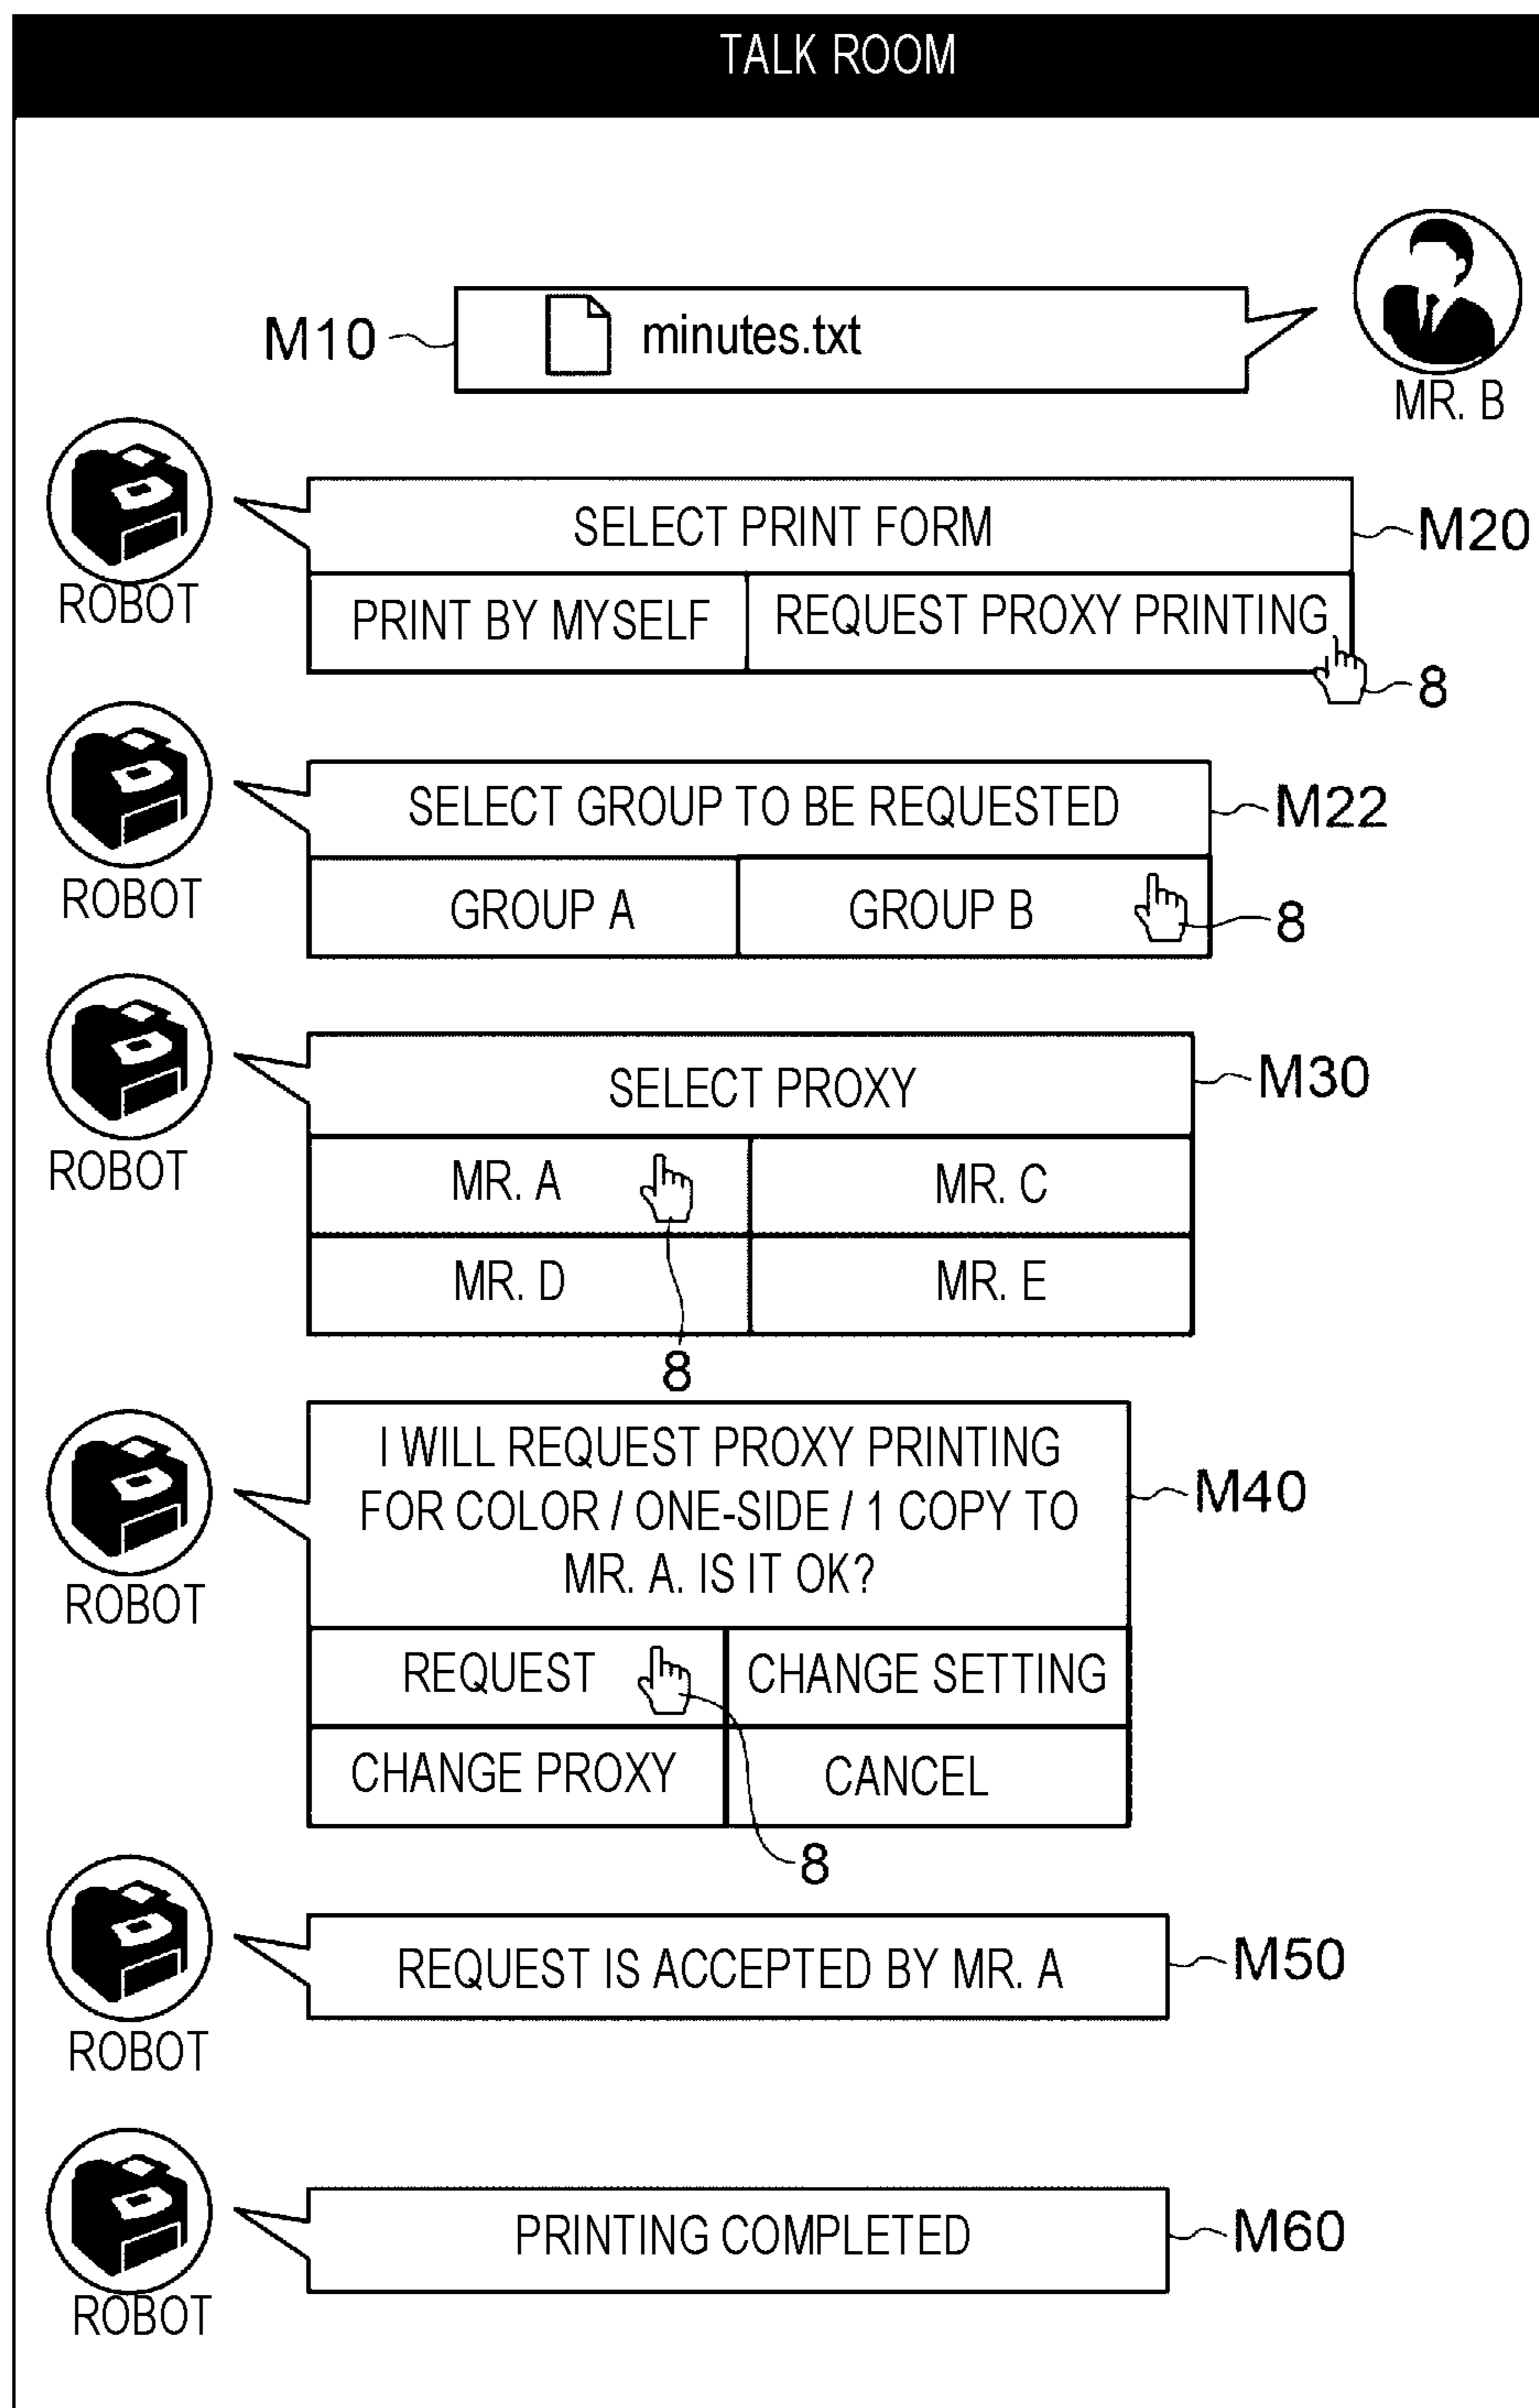 TALK ROOM
M10
minutes.txt
MR. B
ROBOT
SELECT PRINT FORM
M20
PRINT BY MYSELF
REQUEST PROXY PRINTING
8
ROBOT
SELECT GROUP TO BE REQUESTED
M22
GROUP A
GROUP B
8
ROBOT
SELECT PROXY
M30
MR. A
MR. C
MR. D
MR. E
8
ROBOT
I WILL REQUEST PROXY PRINTING
FOR COLOR / ONE-SIDE / 1 COPY TO
MR. A. IS IT OK?
M40
REQUEST
CHANGE SETTING
CHANGE PROXY
CANCEL
8
ROBOT
REQUEST IS ACCEPTED BY MR. A
M50
ROBOT
PRINTING COMPLETED
M60